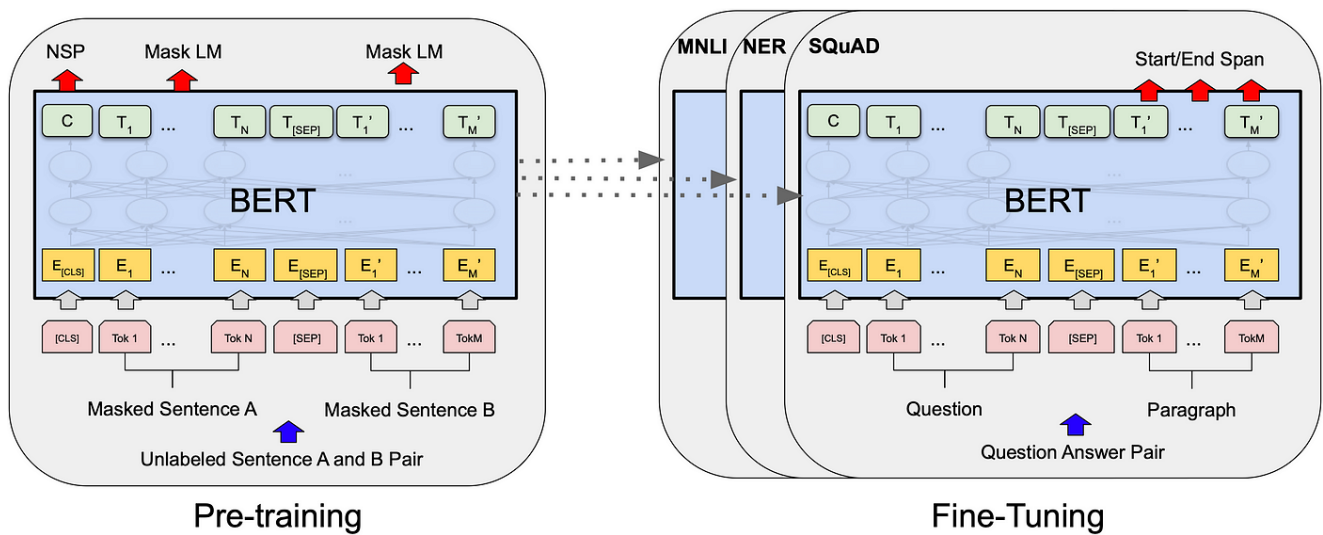 NSP Mask LM Mask LM
C T1 ... TN T[SEP] T1’ ... TM’
...
BERT
...
E[CLS] E1 ... EN E[SEP] E1’ ... EM’
[CLS] Tok 1 ... Tok N [SEP] Tok 1 ... TokM
Masked Sentence A Masked Sentence B
Unlabeled Sentence A and B Pair
Pre-training
MNLI NER SQuAD
Start/End Span
C T1 ... TN T[SEP] T1’ ... TM’
...
BERT
...
E[CLS] E1 ... EN E[SEP] E1’ ... EM’
[CLS] Tok 1 ... Tok N [SEP] Tok 1 ... TokM
Question Paragraph
Question Answer Pair
Fine-Tuning